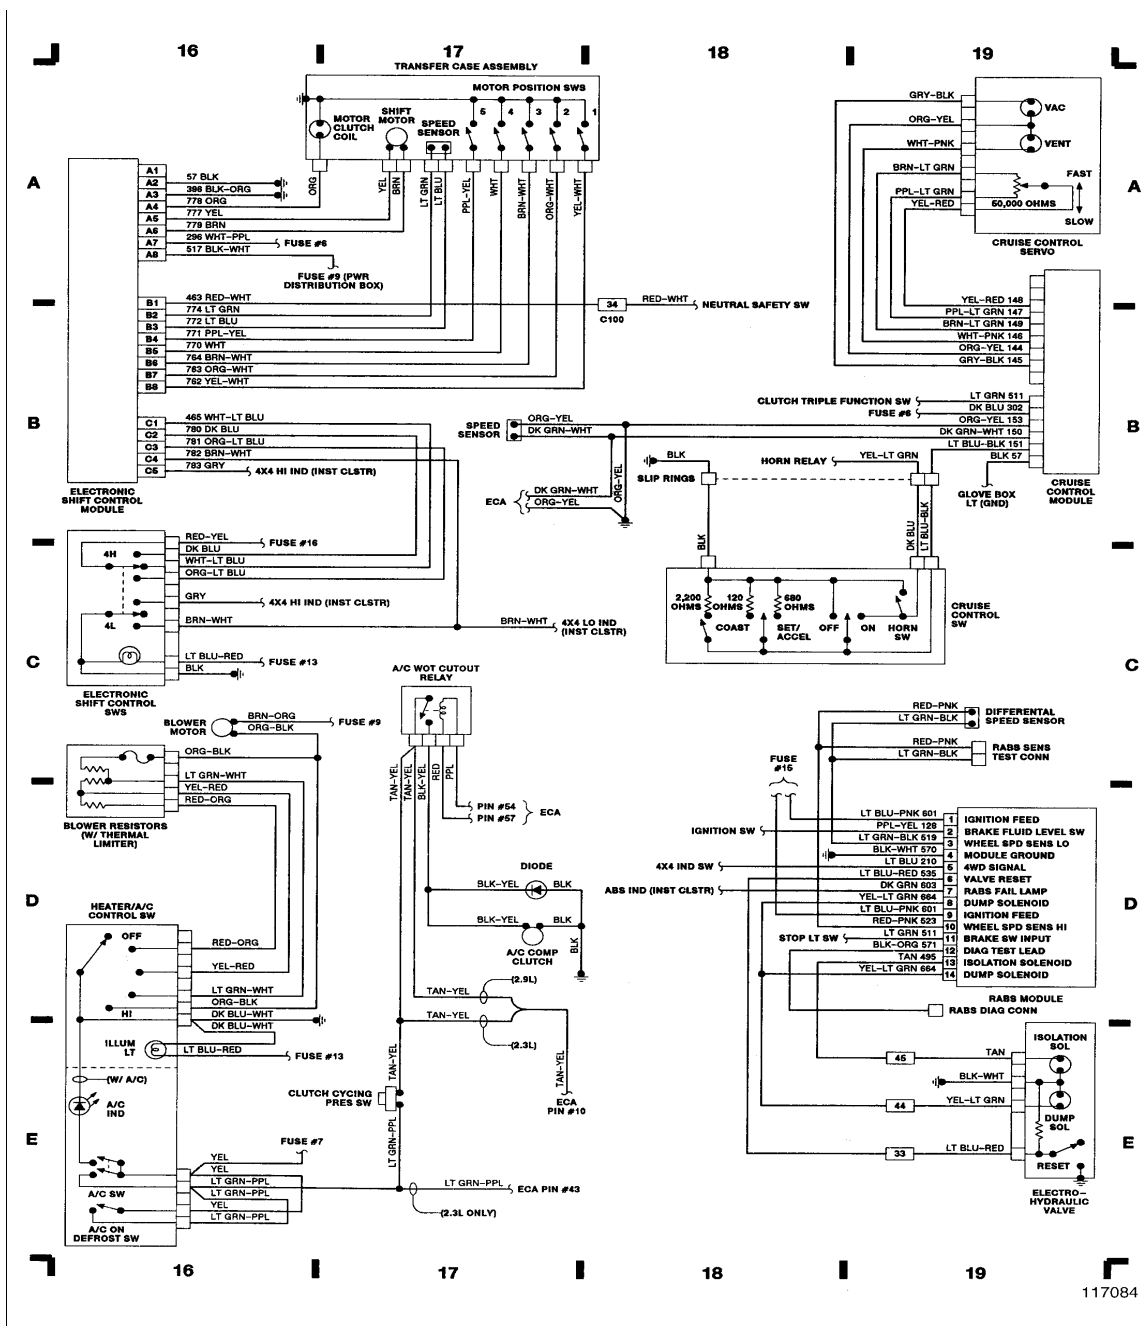 16
17
18
19
TRANSFER CASE ASSEMBLY
MOTOR POSITION SWS
MOTOR
CLUTCH
COIL
SHIFT
MOTOR
SPEED
SENSOR
5
4
3
2
1
ORG
YEL
BRN
LT GRN
LT BLU
PPL-YEL
WHT
BRN-WHT
ORG-WHT
YEL-WHT
A
A1
A2
A3
A4
A5
A6
A7
A8
57 BLK
398 BLK-ORG
778 ORG
777 YEL
779 BRN
296 WHT-PPL
517 BLK-WHT
FUSE #6
FUSE #9 (PWR
DISTRIBUTION BOX)
B1
B2
B3
B4
B5
B6
B7
B8
463 RED-WHT
774 LT GRN
772 LT BLU
771 PPL-YEL
770 WHT
764 BRN-WHT
763 ORG-WHT
762 YEL-WHT
34
C100
RED-WHT
NEUTRAL SAFETY SW
B
C1
C2
C3
C4
C5
465 WHT-LT BLU
780 DK BLU
781 ORG-LT BLU
782 BRN-WHT
783 GRY
4X4 HI IND (INST CLSTR)
ELECTRONIC
SHIFT CONTROL
MODULE
GRY-BLK
ORG-YEL
WHT-PNK
BRN-LT GRN
PPL-LT GRN
YEL-RED
VAC
VENT
FAST
50,000 OHMS
SLOW
CRUISE CONTROL
SERVO
A
YEL-RED 148
PPL-LT GRN 147
BRN-LT GRN 149
WHT-PNK 146
ORG-YEL 144
GRY-BLK 145
CLUTCH TRIPLE FUNCTION SW
LT GRN 511
FUSE #6
DK BLU 302
ORG-YEL 153
DK GRN-WHT 150
LT BLU-BLK 151
BLK 57
B
GLOVE BOX
LT (GND)
CRUISE
CONTROL
MODULE
SPEED
SENSOR
ORG-YEL
DK GRN-WHT
BLK
HORN RELAY
YEL-LT GRN
SLIP RINGS
ECA
DK GRN-WHT
ORG-YEL
ORG-YEL
BLK
DK BLU
LT BLU-BLK
2,200
OHMS
120
OHMS
680
OHMS
COAST
SET/
ACCEL
OFF
ON
HORN
SW
CRUISE
CONTROL
SW
RED-YEL
FUSE #16
DK BLU
WHT-LT BLU
ORG-LT BLU
4H
GRY
4X4 HI IND (INST CLSTR)
4L
BRN-WHT
BRN-WHT
4X4 LO IND
(INST CLSTR)
C
LT BLU-RED
FUSE #13
BLK
ELECTRONIC
SHIFT CONTROL
SWS
C
BLOWER
MOTOR
BRN-ORG
FUSE #9
ORG-BLK
ORG-BLK
LT GRN-WHT
YEL-RED
RED-ORG
BLOWER RESISTORS
(W/ THERMAL
LIMITER)
A/C WOT CUTOUT
RELAY
TAN-YEL
TAN-YEL
BLK-YEL
RED
PPL
PIN #54
PIN #57
ECA
DIODE
BLK-YEL
BLK
BLK-YEL
BLK
BLK
A/C COMP
CLUTCH
TAN-YEL
(2.9L)
TAN-YEL
(2.3L)
TAN-YEL
TAN-YEL
CLUTCH CYCING
PRES SW
ECA
PIN #10
LT GRN-PPL
LT GRN-PPL
ECA PIN #43
(2.3L ONLY)
D
HEATER/A/C
CONTROL SW
OFF
HI
RED-ORG
YEL-RED
LT GRN-WHT
ORG-BLK
DK BLU-WHT
DK BLU-WHT
ILLUM
LT
LT BLU-RED
FUSE #13
(W/ A/C)
A/C
IND
E
FUSE #7
YEL
YEL
LT GRN-PPL
LT GRN-PPL
YEL
LT GRN-PPL
A/C SW
A/C ON
DEFROST SW
RED-PNK
LT GRN-BLK
DIFFERENTIAL
SPEED SENSOR
RED-PNK
LT GRN-BLK
RABS SENS
TEST CONN
FUSE
#15
LT BLU-PNK 601
1 IGNITION FEED
IGNITION SW
PPL-YEL 128
2 BRAKE FLUID LEVEL SW
LT GRN-BLK 519
3 WHEEL SPD SENS LO
BLK-WHT 570
4 MODULE GROUND
4X4 IND SW
LT BLU 210
5 4WD SIGNAL
LT BLU-RED 535
6 VALVE RESET
ABS IND (INST CLSTR)
DK GRN 603
7 RABS FAIL LAMP
YEL-LT GRN 664
8 DUMP SOLENOID
LT BLU-PNK 601
9 IGNITION FEED
RED-PNK 523
10 WHEEL SPD SENS HI
STOP LT SW
LT GRN 511
11 BRAKE SW INPUT
BLK-ORG 571
12 DIAG TEST LEAD
TAN 495
13 ISOLATION SOLENOID
YEL-LT GRN 664
14 DUMP SOLENOID
D
RABS MODULE
RABS DIAG CONN
ISOLATION
SOL
45
TAN
BLK-WHT
44
YEL-LT GRN
DUMP
SOL
33
LT BLU-RED
RESET
E
ELECTRO-
HYDRAULIC
VALVE
16
17
18
19
117084